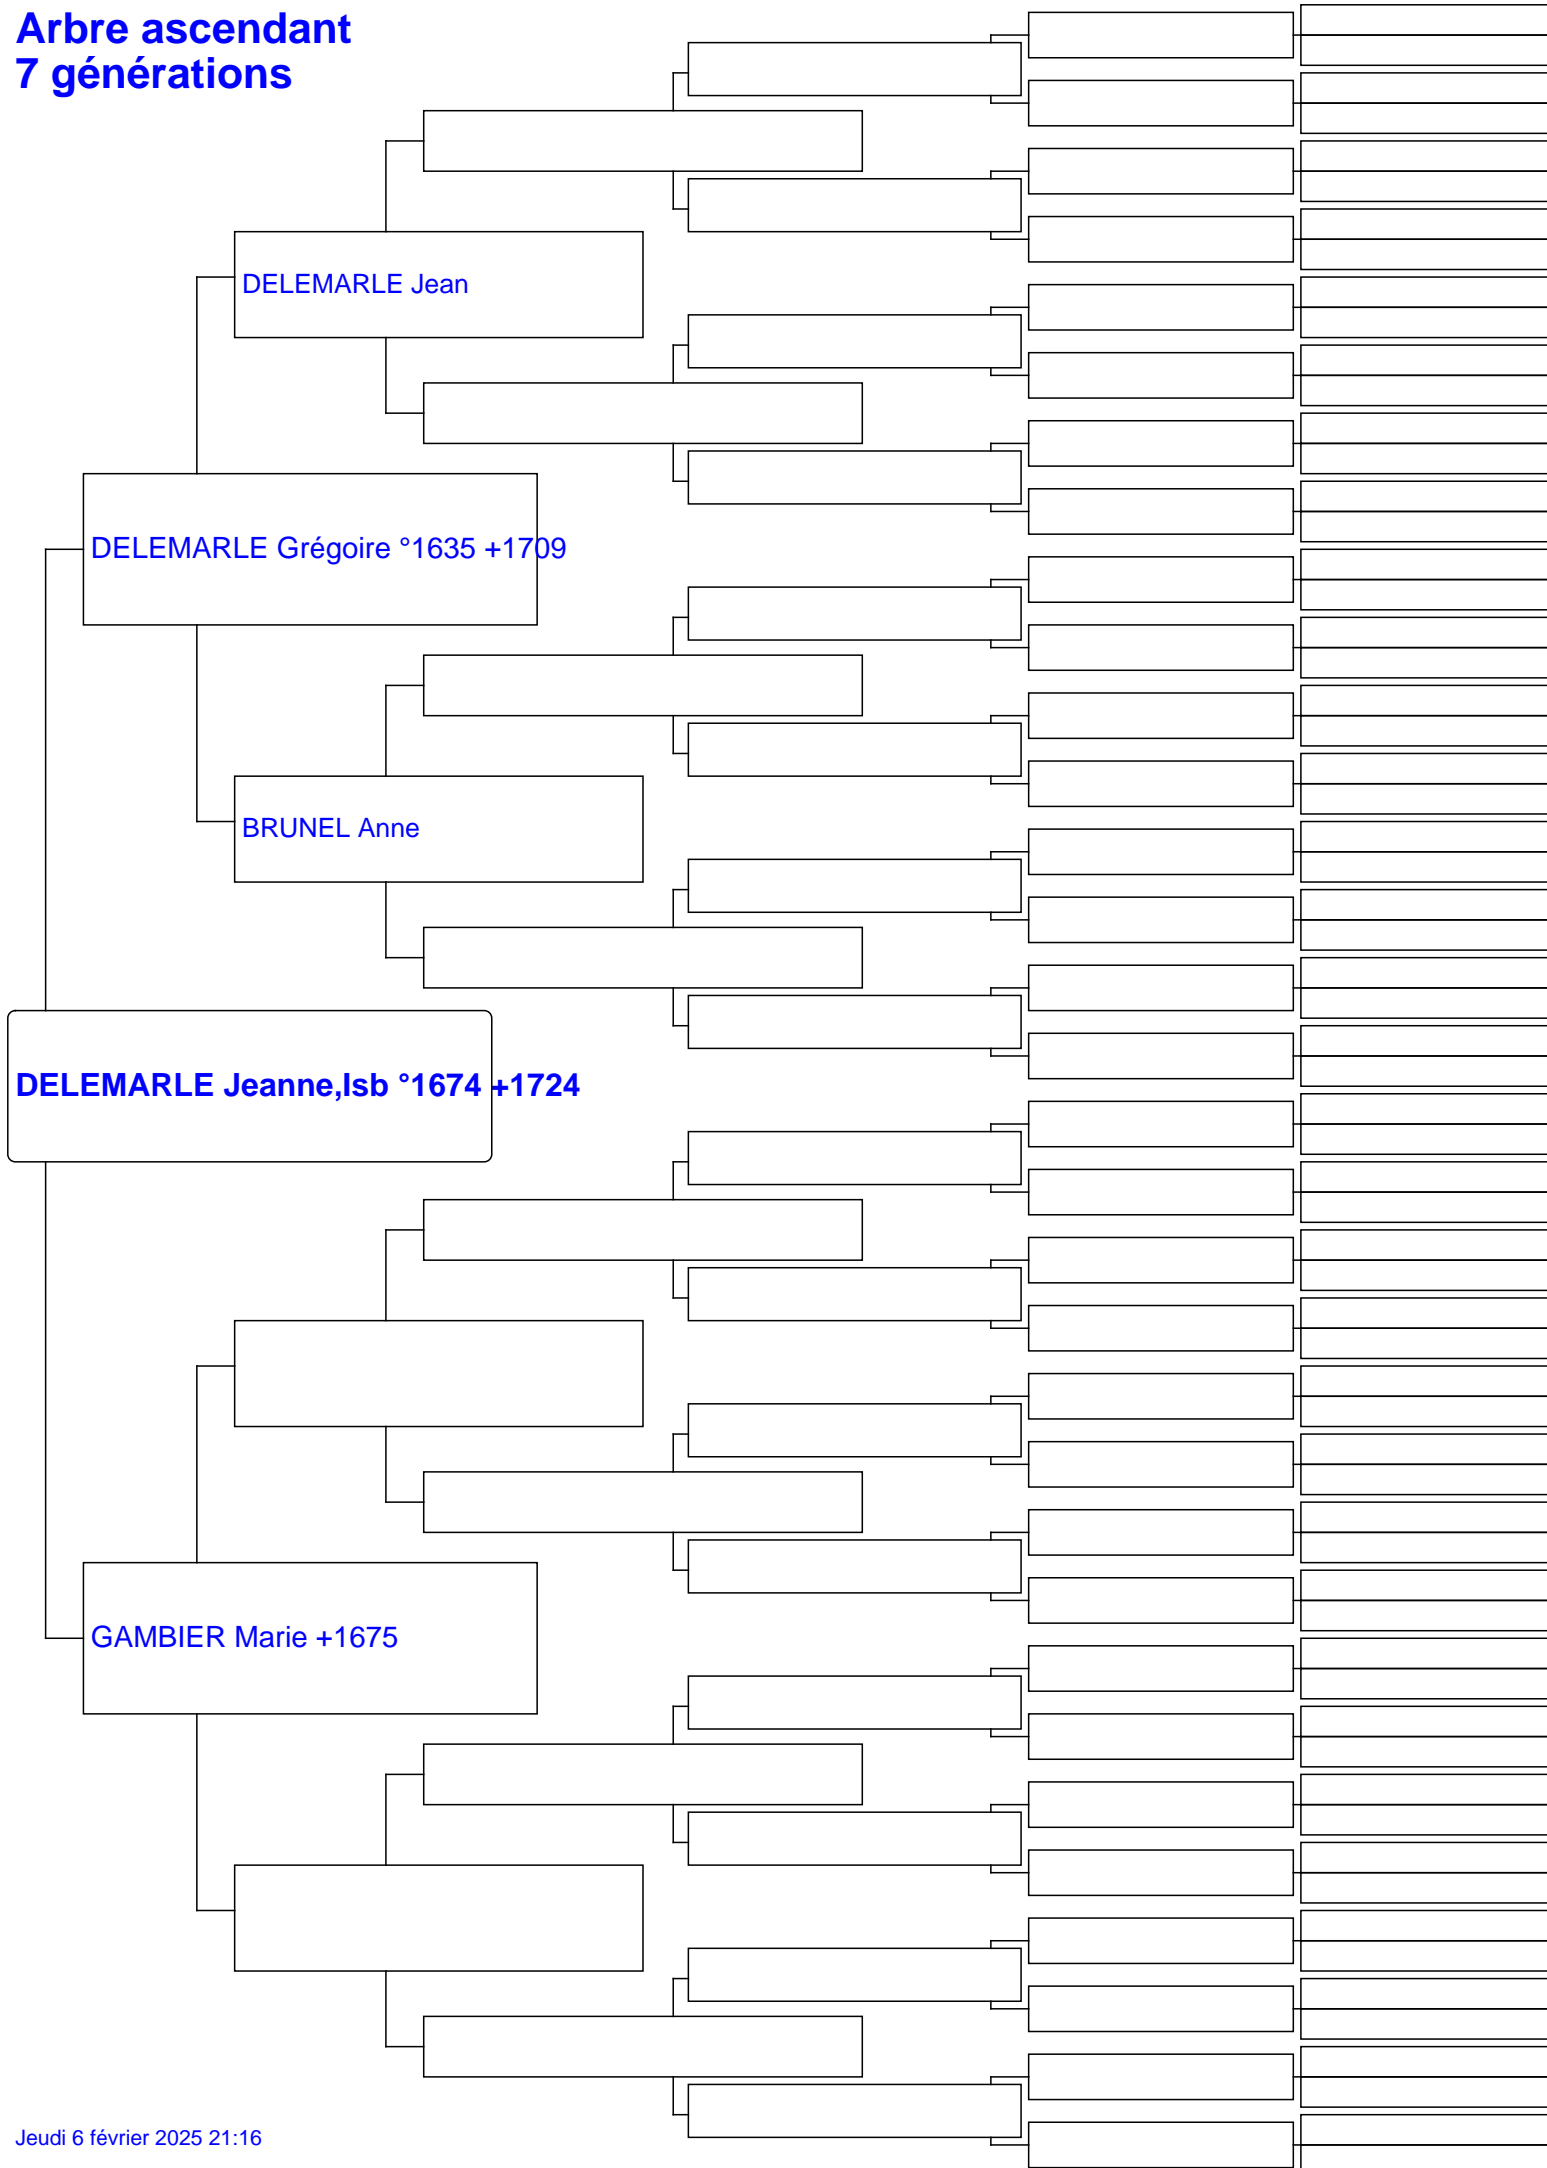 Arbre ascendant
7 générations
DELEMARLE Jean
DELEMARLE Grégoire °1635 +1709
BRUNEL Anne
DELEMARLE Jeanne,Isb °1674 +1724
GAMBIER Marie +1675
Jeudi 6 février 2025 21:16